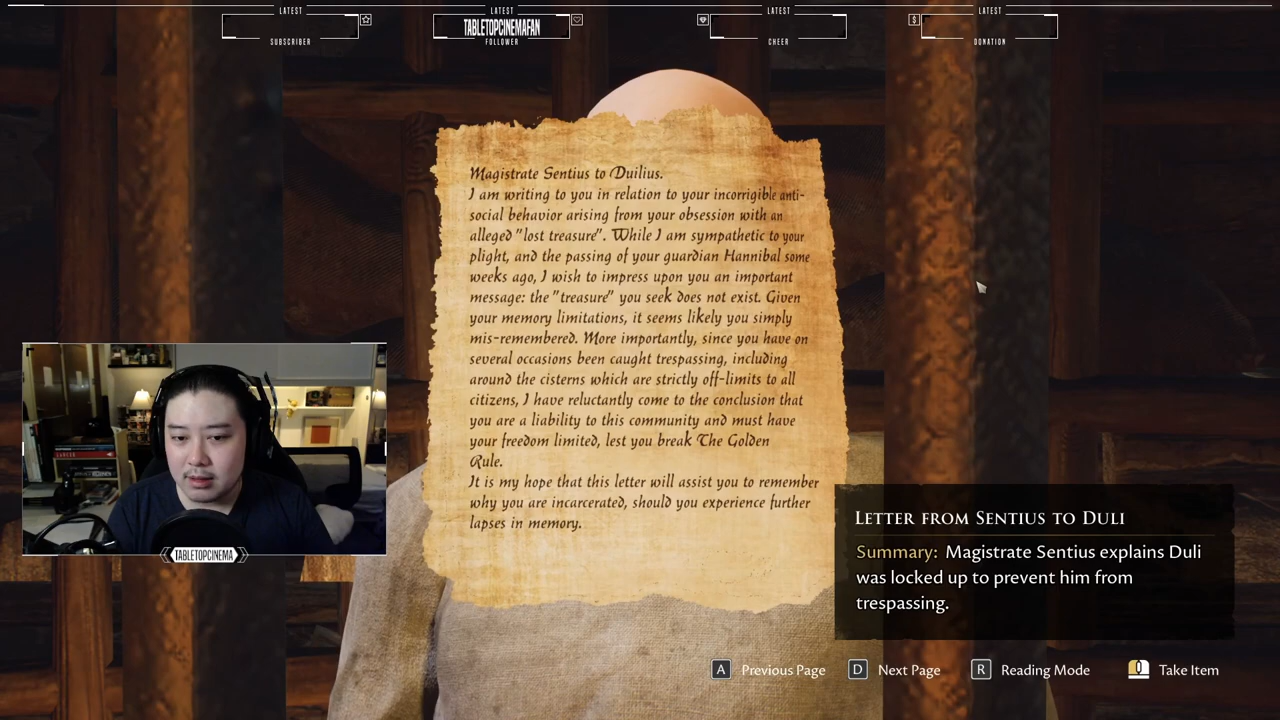 LATEST
SUBSCRIBER
LATEST
TABLETOPCINEMAFAN
FOLLOWER
LATEST
CHEER
LATEST
$
DONATION
Magistrate Sentius to Duilius.
I am writing to you in relation to your incorrigible anti-
social behavior arising from your obsession with an
alleged "lost treasure". While I am sympathetic to your
plight, and the passing of your guardian Hannibal some
weeks ago, I wish to impress upon you an important
message: the "treasure" you seek does not exist. Given
your memory limitations, it seems likely you simply
mis-remembered. More importantly, since you have on
several occasions been caught trespassing, including
around the cisterns which are strictly off-limits to all
citizens, I have reluctantly come to the conclusion that
you are a liability to this community and must have
your freedom limited, lest you break The Golden
Rule.
It is my hope that this letter will assist you to remember
why you are incarcerated, should you experience further
lapses in memory.
TABLETOPCINEMA
Letter from Sentius to Duli
Summary: Magistrate Sentius explains Duli
was locked up to prevent him from
trespassing.
A Previous Page D Next Page R Reading Mode Take Item